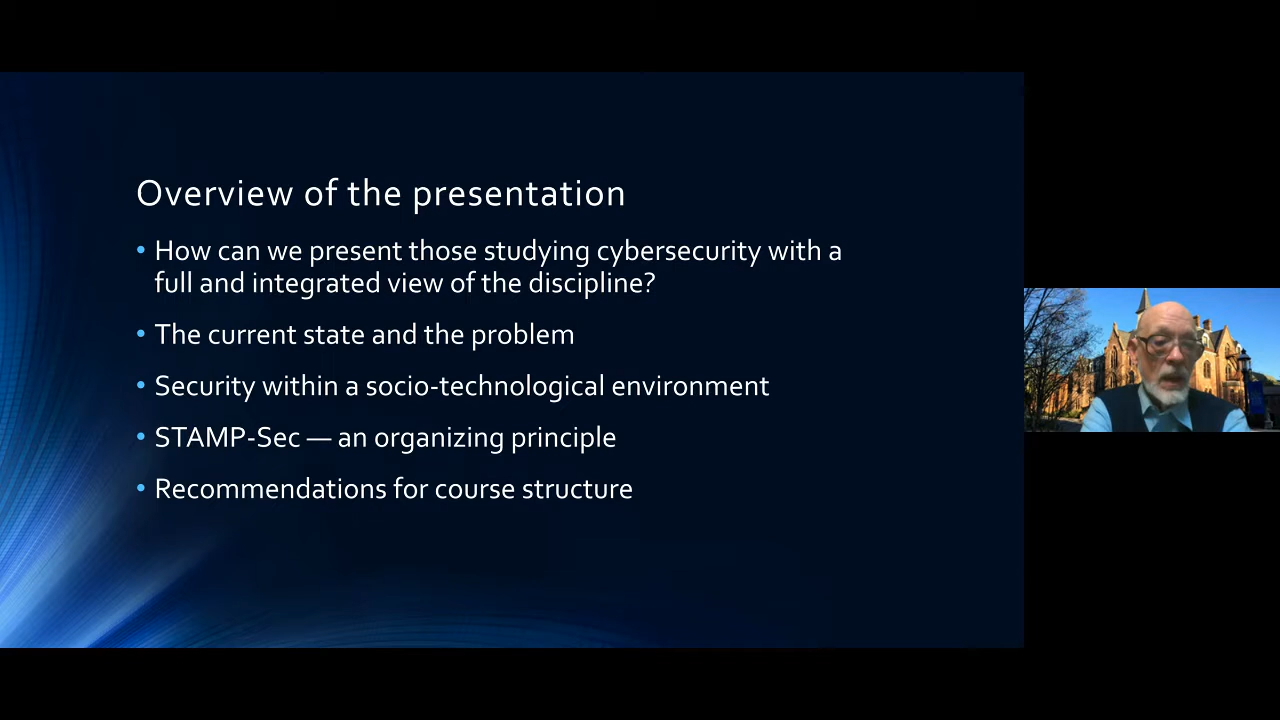 Overview of the presentation
• How can we present those studying cybersecurity with a
full and integrated view of the discipline?
• The current state and the problem
• Security within a socio-technological environment
• STAMP-Sec — an organizing principle
• Recommendations for course structure